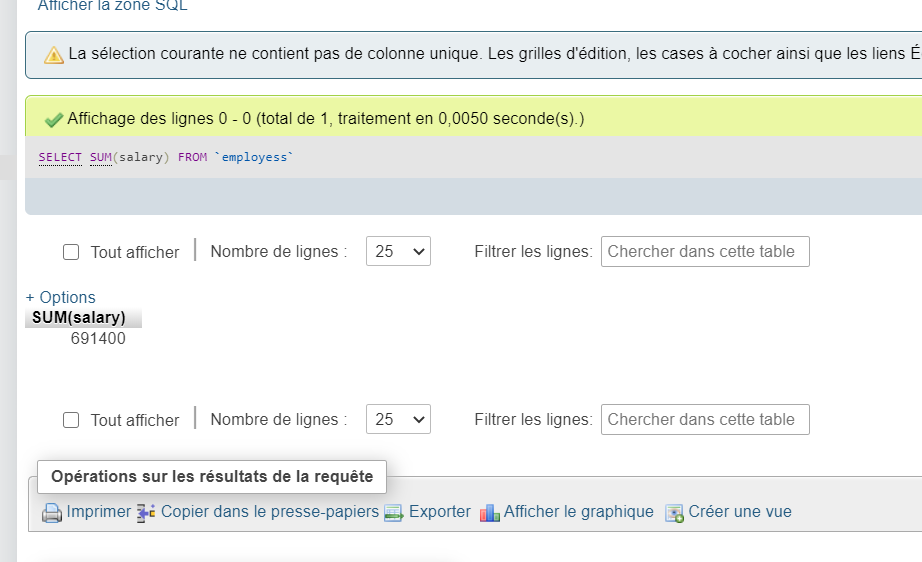 Afficher la zone SQL
La sélection courante ne contient pas de colonne unique. Les grilles d'édition, les cases à cocher ainsi que les liens É
Affichage des lignes 0 - 0 (total de 1, traitement en 0,0050 seconde(s).)
SELECT SUM(salary) FROM `employess`
Tout afficher Nombre de lignes : 25 Filtrer les lignes: Chercher dans cette table
+ Options
SUM(salary)
691400
Tout afficher Nombre de lignes : 25 Filtrer les lignes: Chercher dans cette table
Opérations sur les résultats de la requête
Imprimer Copier dans le presse-papiers Exporter Afficher le graphique Créer une vue